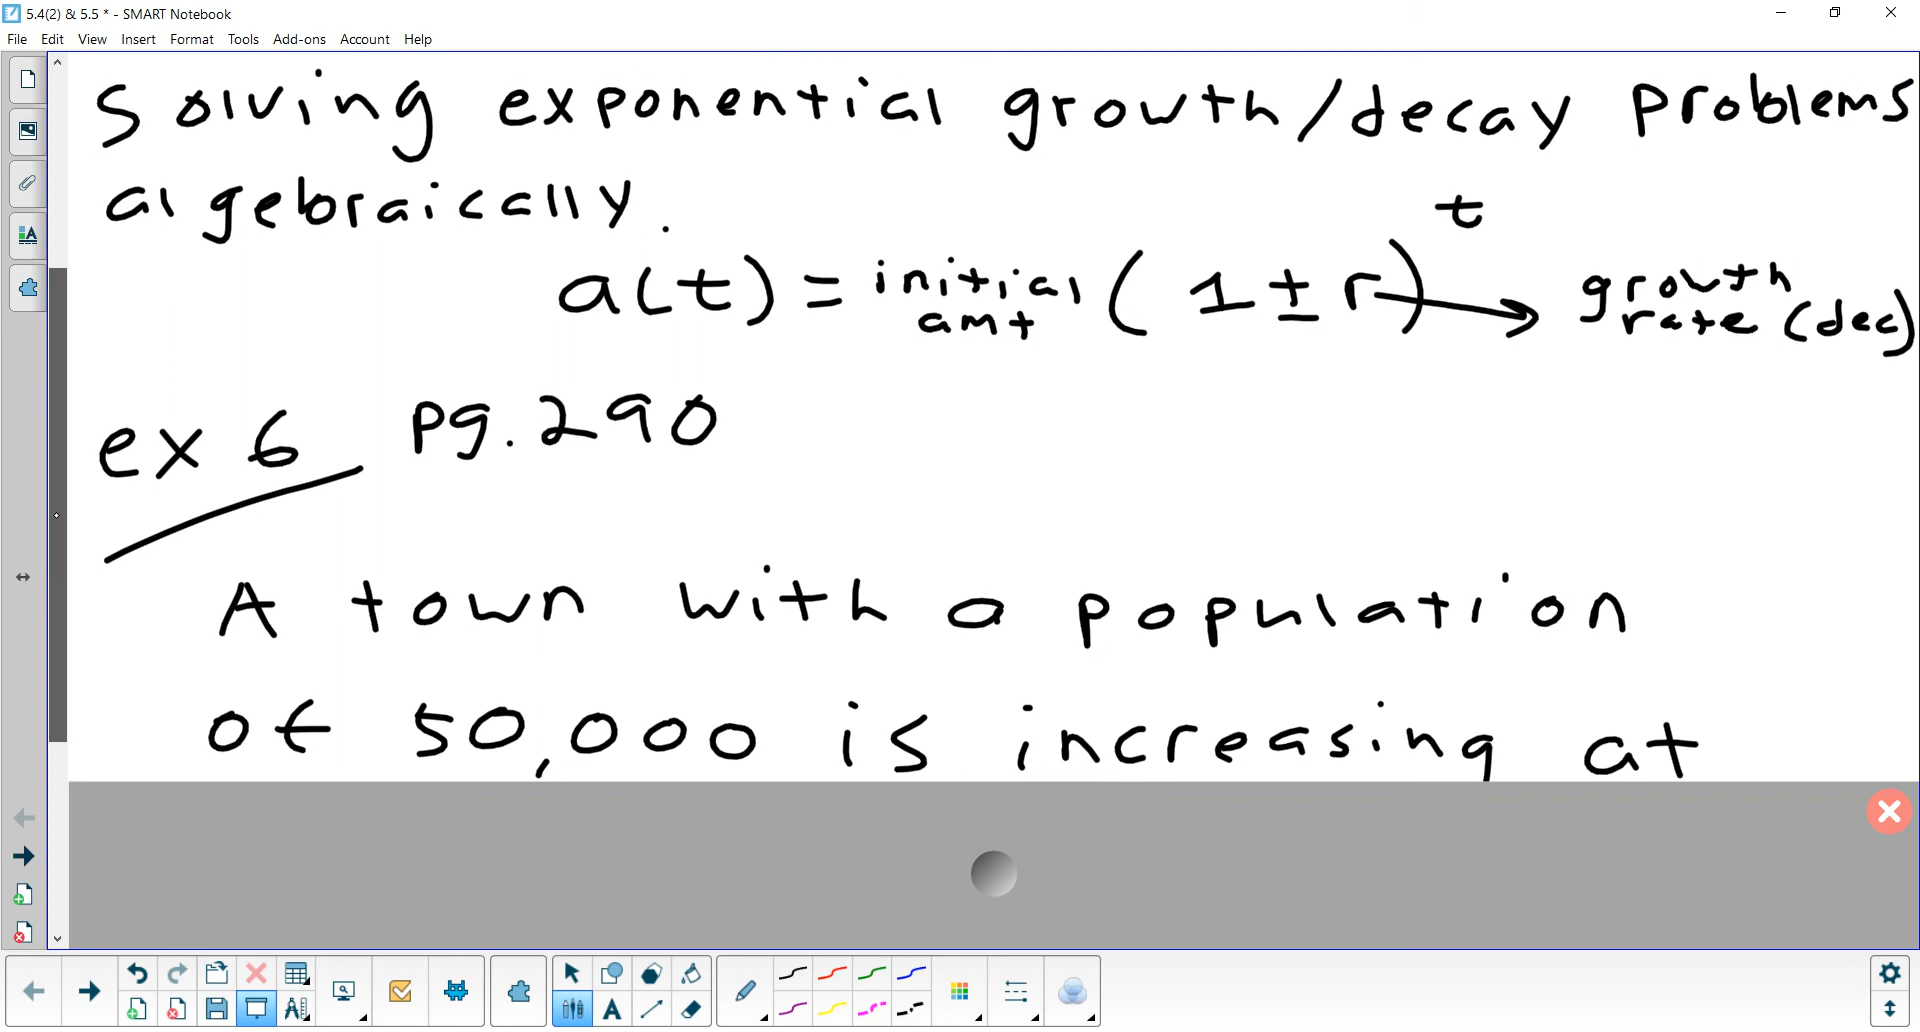 5.4(2) & 5.5 * - SMART Notebook
File Edit View Insert Format Tools Add-ons Account Help
Solving exponential growth/decay problems
algebraically.
a(t) = initial amt (1 ± r)^t → growth rate (dec)
ex 6 pg. 290
A town with a population
of 50,000 is increasing at